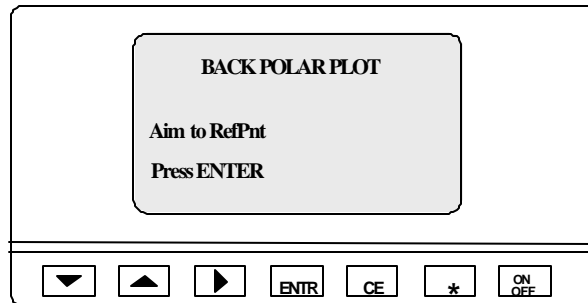 BACK POLAR PLOT
Aim to RefPnt
Press ENTER
ENTR CE * ON OFF